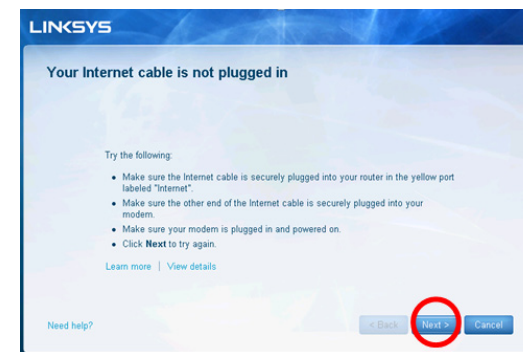 LINKSYS
Your Internet cable is not plugged in
Try the following:
• Make sure the Internet cable is securely plugged into your router in the yellow port
labeled "Internet".
• Make sure the other end of the Internet cable is securely plugged into your
modem.
• Make sure your modem is plugged in and powered on.
• Click Next to try again.
Learn more | View details
Need help? < Back Next > Cancel